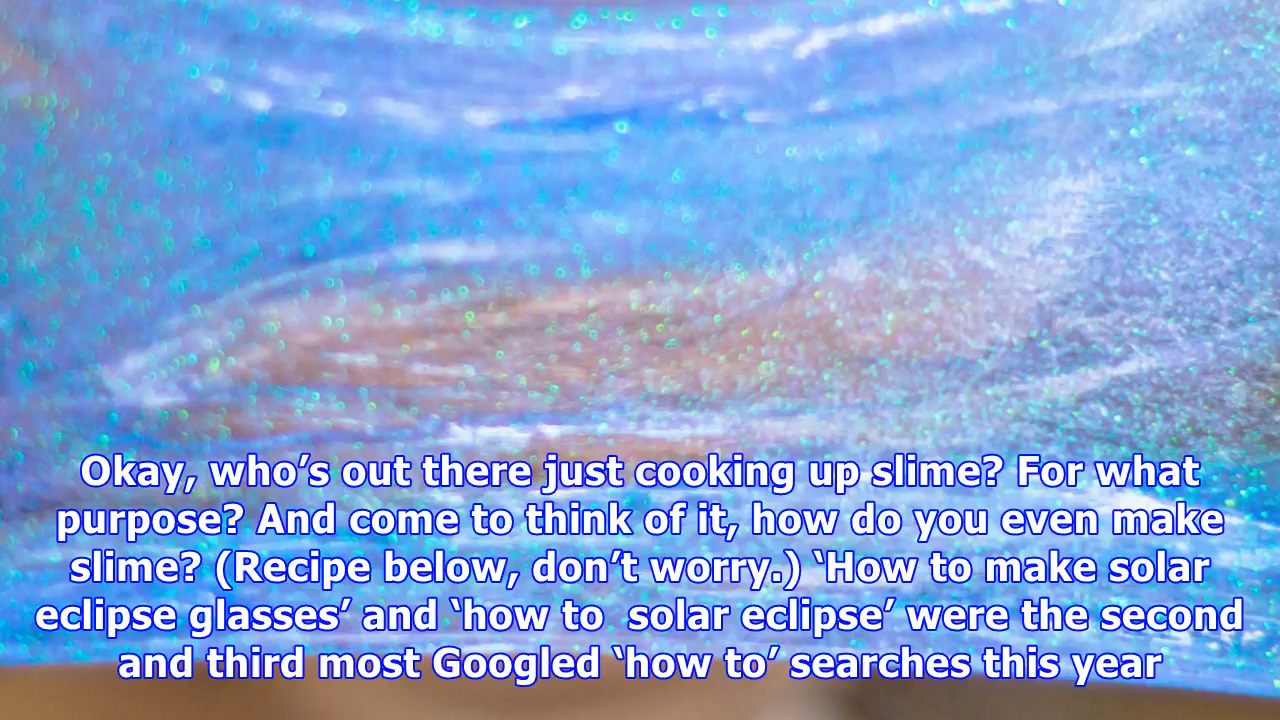 Okay, who’s out there just cooking up slime? For what
purpose? And come to think of it, how do you even make
slime? (Recipe below, don’t worry.) ‘How to make solar
eclipse glasses’ and ‘how to  solar eclipse’ were the second
and third most Googled ‘how to’ searches this year